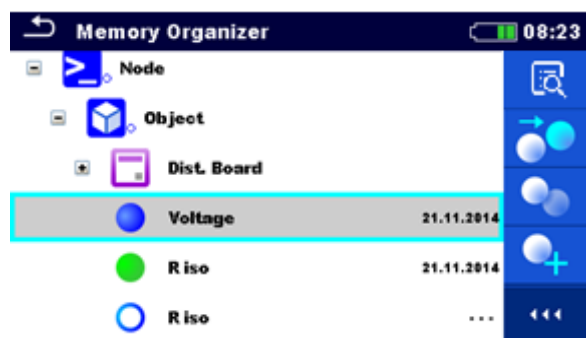 Memory Organizer 08:23
Node
Object
Dist. Board
Voltage 21.11.2014
R iso 21.11.2014
R iso ...